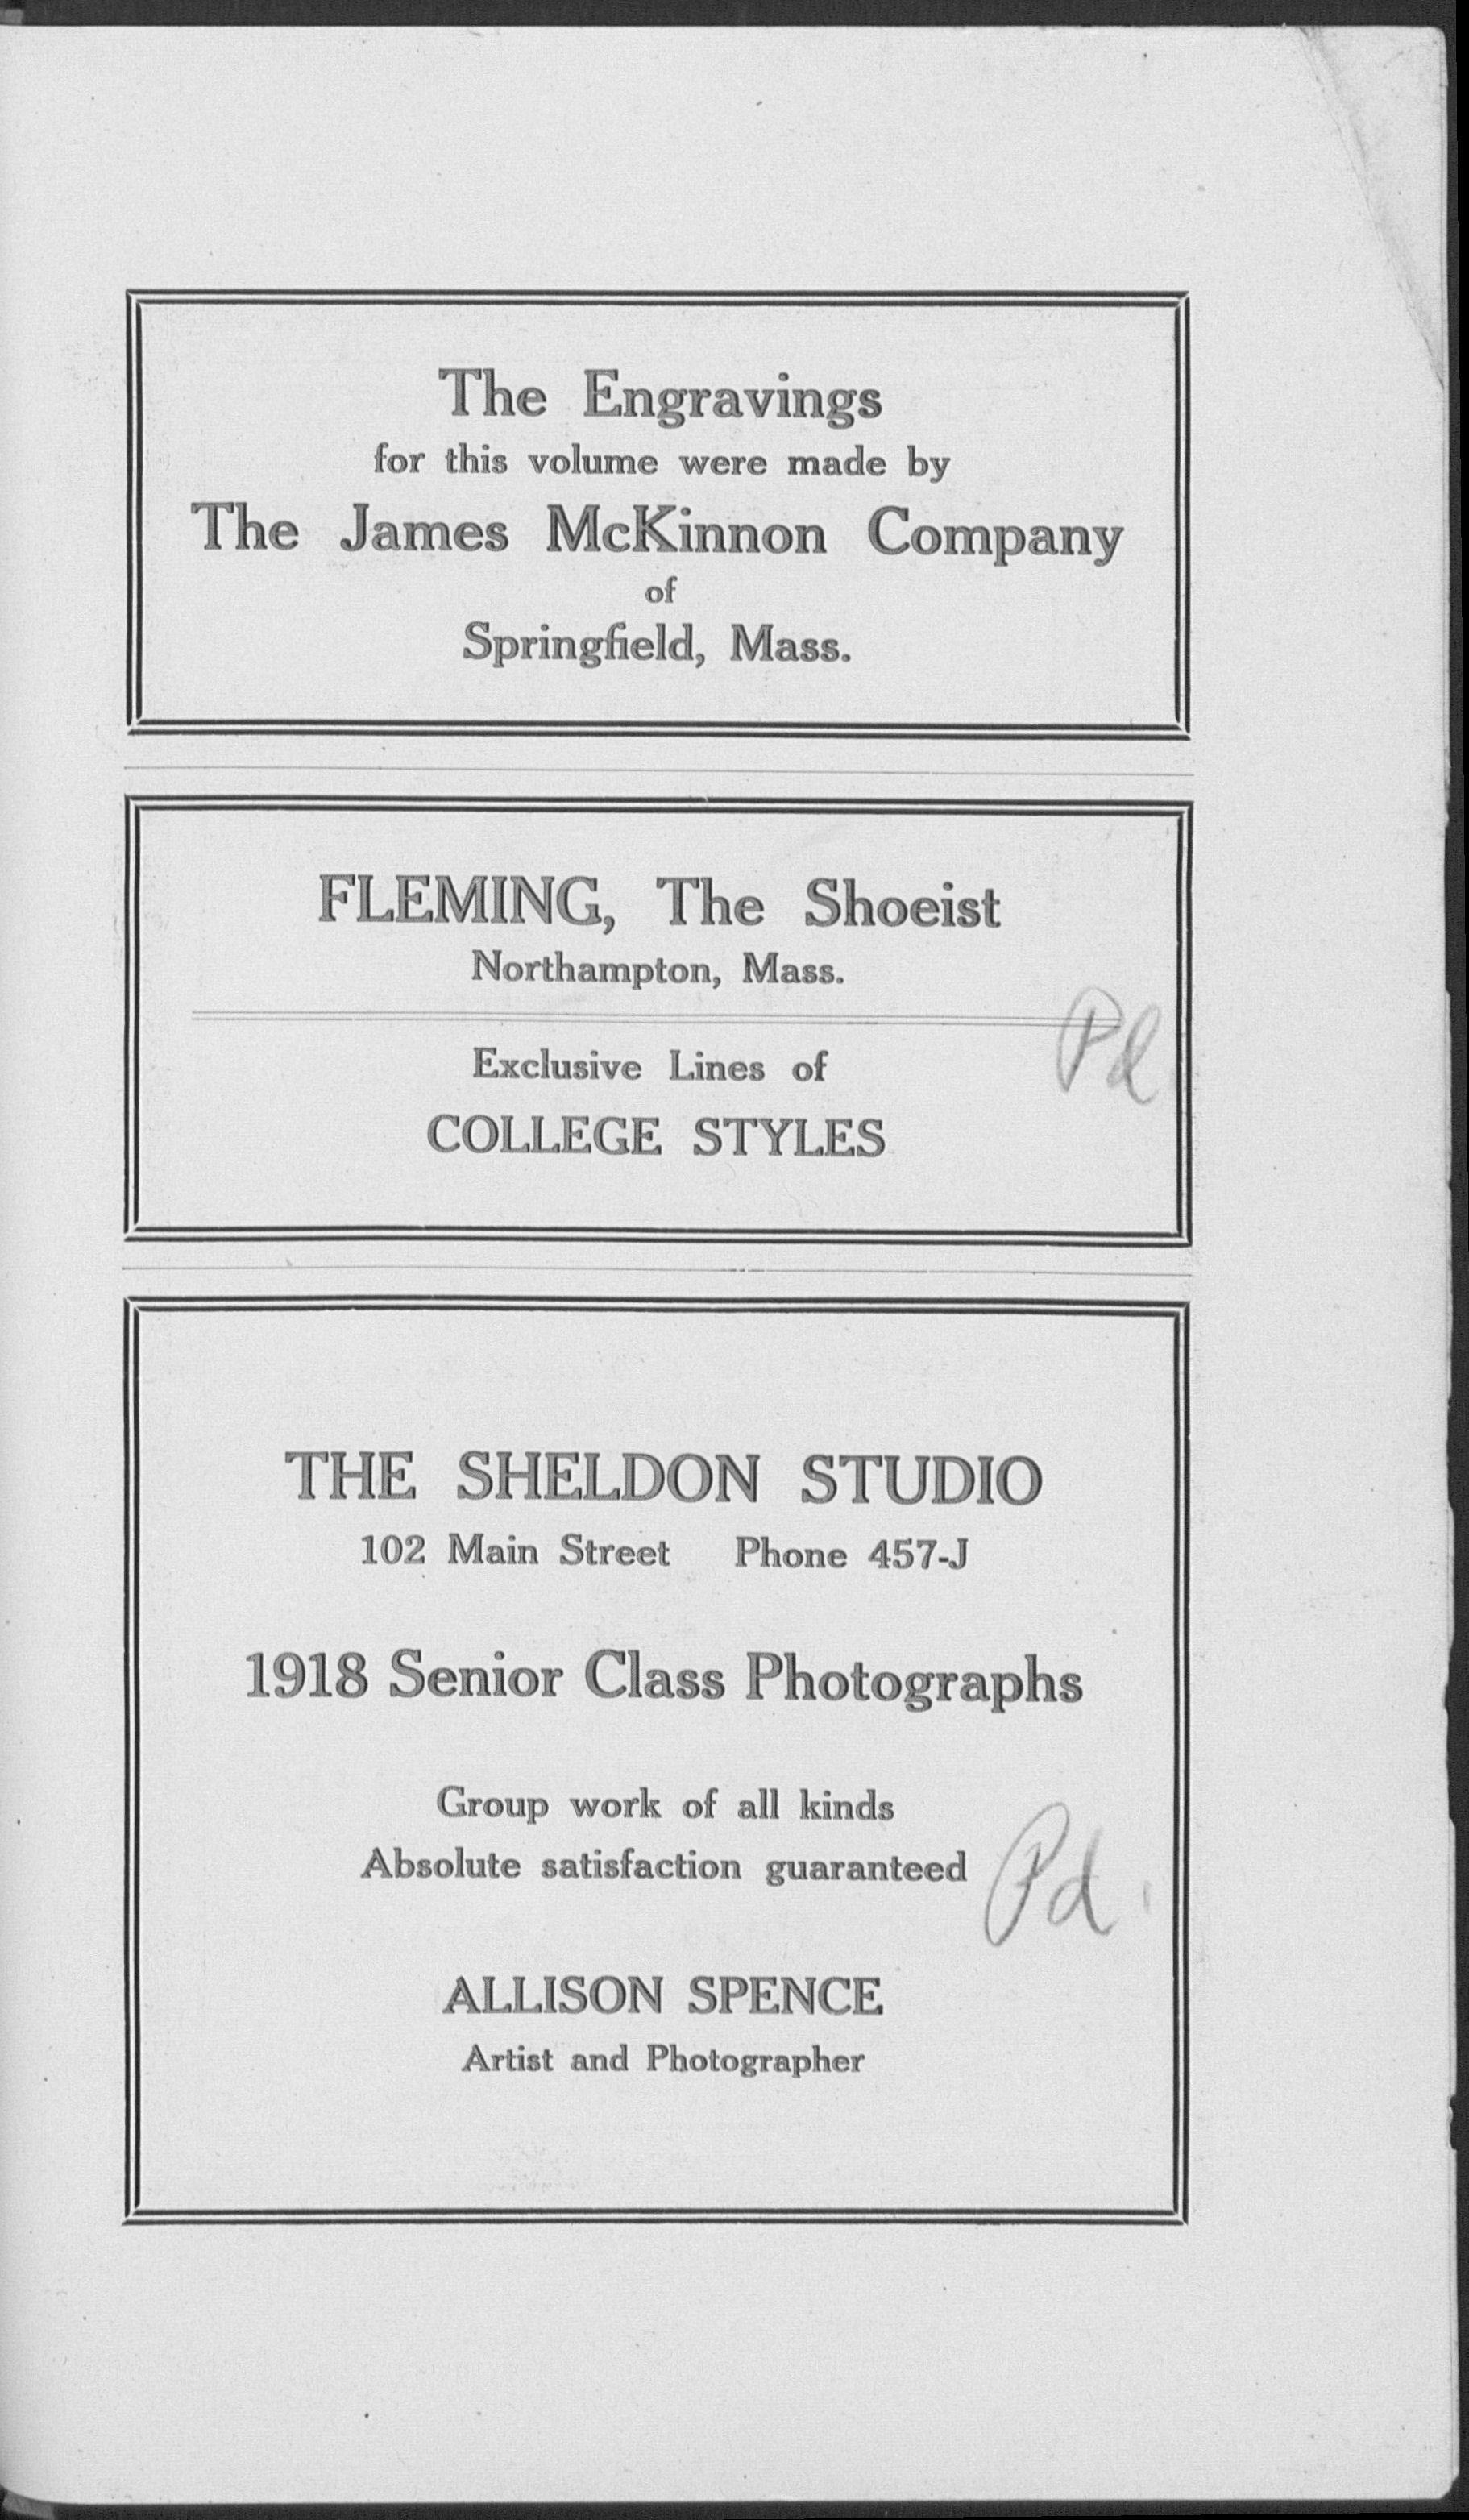 The Engravings
for this volume were made by
The James McKinnon Company
of
Springfield, Mass.
FLEMING, The Shoeist
Northampton, Mass.
Exclusive Lines of
COLLEGE STYLES
Pd
THE SHELDON STUDIO
102 Main Street Phone 457-J
1918 Senior Class Photographs
Group work of all kinds
Absolute satisfaction guaranteed
Pd.
ALLISON SPENCE
Artist and Photographer